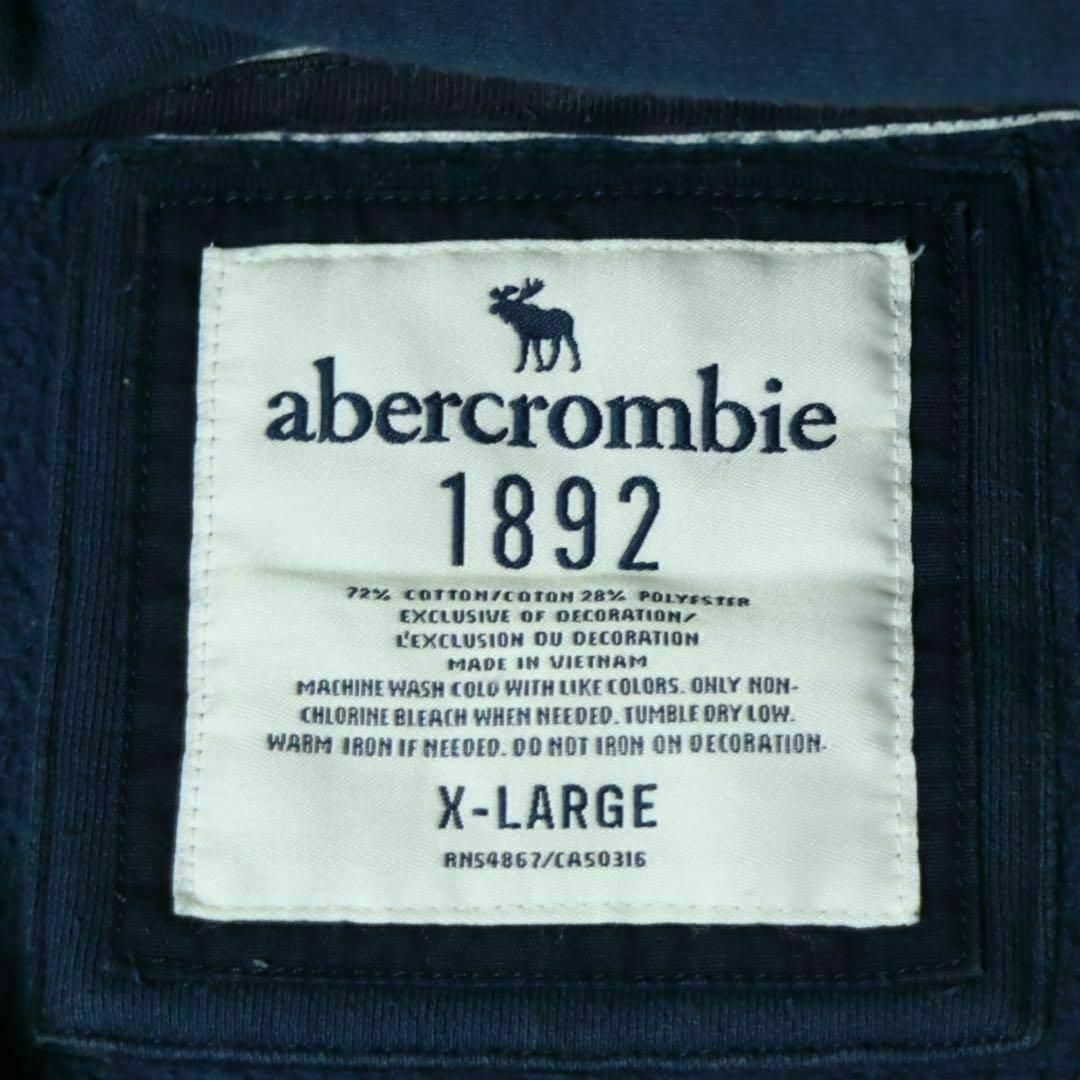 abercrombie
1892
72% COTTON/COTON 28% POLYESTER
EXCLUSIVE OF DECORATION/
L'EXCLUSION DU DECORATION
MADE IN VIETNAM
MACHINE WASH COLD WITH LIKE COLORS. ONLY NON-
CHLORINE BLEACH WHEN NEEDED. TUMBLE DRY LOW.
WARM IRON IF NEEDED. DO NOT IRON ON DECORATION.
X-LARGE
RN54867/CA50316